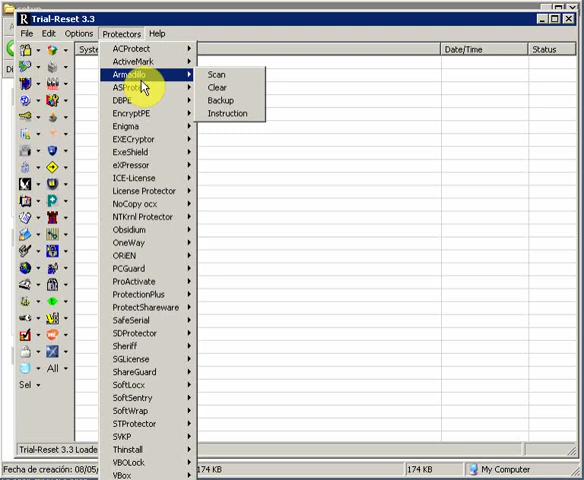 Trial-Reset 3.3
File Edit Options Protectors Help
Syste
Date/Time
Status
ACProtect
ActiveMark
Armadillo
Scan
Clear
Backup
Instruction
DBPE
EncryptPE
Enigma
EXECryptor
ExeShield
eXPressor
ICE-License
License Protector
NoCopy ocx
NTKrnl Protector
Obsidium
OneWay
ORiEN
PCGuard
ProActivate
ProtectionPlus
ProtectShareware
SafeSerial
SDProtector
Sheriff
SGLicense
ShareGuard
SoftLocx
SoftSentry
SoftWrap
STProtector
SVKP
Thinstall
VBOLock
VBox
All
Sel
Trial-Reset 3.3 Loade
Fecha de creación: 08/05/
174 KB
174 KB
My Computer